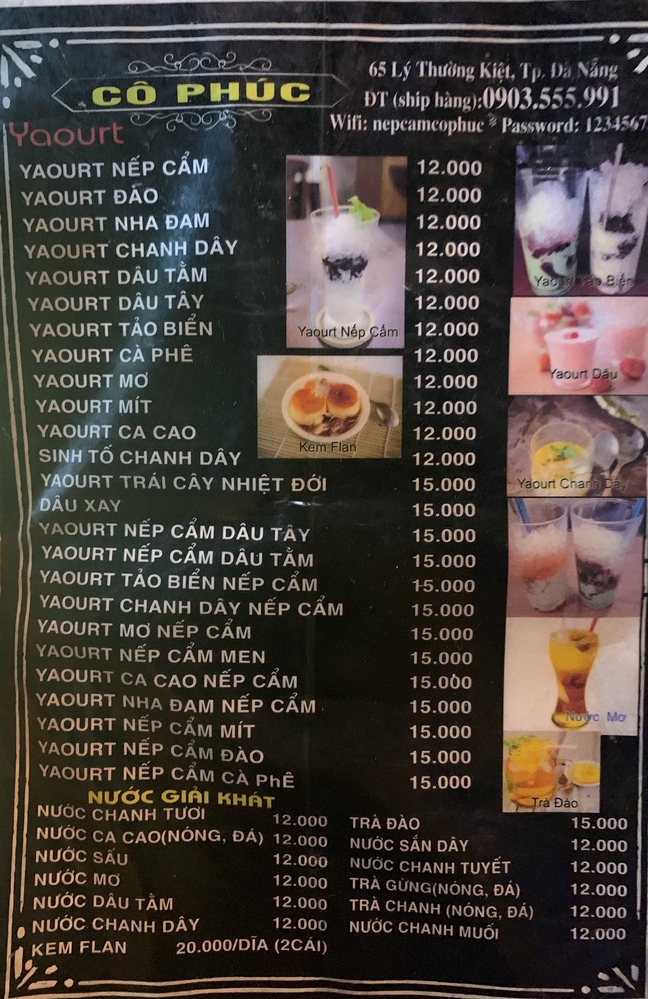 CÔ PHÚC
65 Lý Thường Kiệt, Tp. Đà Nẵng
ĐT (ship hàng):0903.555.991
Wifi: nepcamcophuc * Password: 1234567
Yaourt
YAOURT NẾP CẨM 12.000
YAOURT ĐÀO 12.000
YAOURT NHA ĐAM 12.000
YAOURT CHANH DÂY 12.000
YAOURT DÂU TẰM 12.000
YAOURT DÂU TÂY 12.000
YAOURT TẢO BIỂN 12.000
YAOURT CÀ PHÊ 12.000
YAOURT MƠ 12.000
YAOURT MÍT 12.000
YAOURT CA CAO 12.000
SINH TỐ CHANH DÂY 12.000
YAOURT TRÁI CÂY NHIỆT ĐỚI 15.000
DÂU XAY 15.000
YAOURT NẾP CẨM DÂU TÂY 15.000
YAOURT NẾP CẨM DÂU TẰM 15.000
YAOURT TẢO BIỂN NẾP CẨM 15.000
YAOURT CHANH DÂY NẾP CẨM 15.000
YAOURT MƠ NẾP CẨM 15.000
YAOURT NẾP CẨM MEN 15.000
YAOURT CA CAO NẾP CẨM 15.000
YAOURT NHA ĐAM NẾP CẨM 15.000
YAOURT NẾP CẨM MÍT 15.000
YAOURT NẾP CẨM ĐÀO 15.000
YAOURT NẾP CẨM CÀ PhÊ 15.000
Yaourt Nếp Cẩm
Kem Flan
Yaourt Tảo Biển
Yaourt Dâu
Yaourt Chanh Dây
Nước Mơ
Trà Đào
NƯỚC GIẢI KHÁT
NƯỚC CHANH TƯƠI 12.000
NƯỚC CA CAO(NÓNG, ĐÁ) 12.000
NƯỚC SẤU 12.000
NƯỚC MƠ 12.000
NƯỚC DÂU TẰM 12.000
NƯỚC CHANH DÂY 12.000
KEM FLAN 20.000/DĨA (2CÁI)
TRÀ ĐÀO 15.000
NƯỚC SẮN DÂY 12.000
NƯỚC CHANH TUYẾT 12.000
TRÀ GỪNG(NÓNG, ĐÁ) 12.000
TRÀ CHANH (NÓNG, ĐÁ) 12.000
NƯỚC CHANH MUỐI 12.000